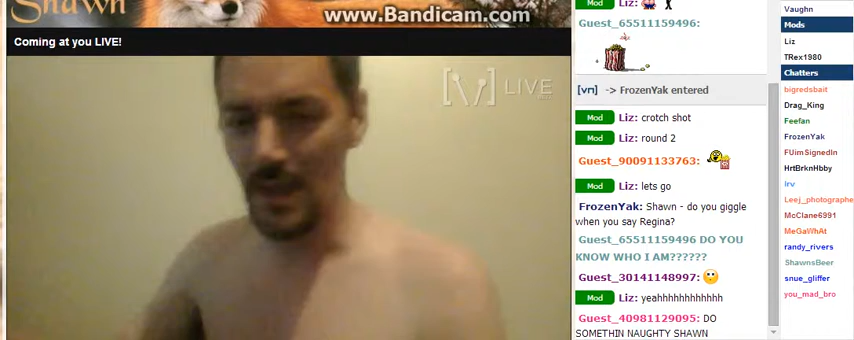 Shawn
www.Bandicam.com
Coming at you LIVE!
LIVE
Mod Liz:
Guest_65511159496:
[vn] -> FrozenYak entered
Mod Liz: crotch shot
Mod Liz: round 2
Guest_90091133763:
Mod Liz: lets go
FrozenYak: Shawn - do you giggle
when you say Regina?
Guest_65511159496 DO YOU
KNOW WHO I AM??????
Guest_30141148997:
Mod Liz: yeahhhhhhhhhhhh
Guest_40981129095: DO
SOMETHIN NAUGHTY SHAWN
Vaughn
Mods
Liz
TRex1980
Chatters
bigredsbait
Drag_King
Feefan
FrozenYak
FUimSignedIn
HrtBrknHbby
Irv
Leej_photographe
McClane6991
MeGaWhAt
randy_rivers
ShawnsBeer
snue_gliffer
you_mad_bro